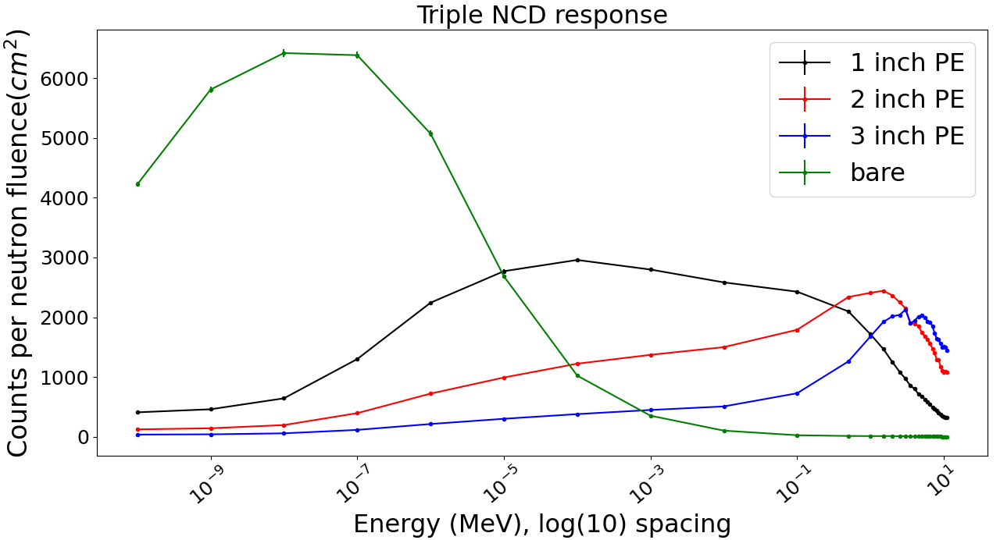 Triple NCD response
Counts per neutron fluence(cm²)
6000
5000
4000
3000
2000
1000
0
1 inch PE
2 inch PE
3 inch PE
bare
10⁻⁹
10⁻⁷
10⁻⁵
10⁻³
10⁻¹
10¹
Energy (MeV), log(10) spacing